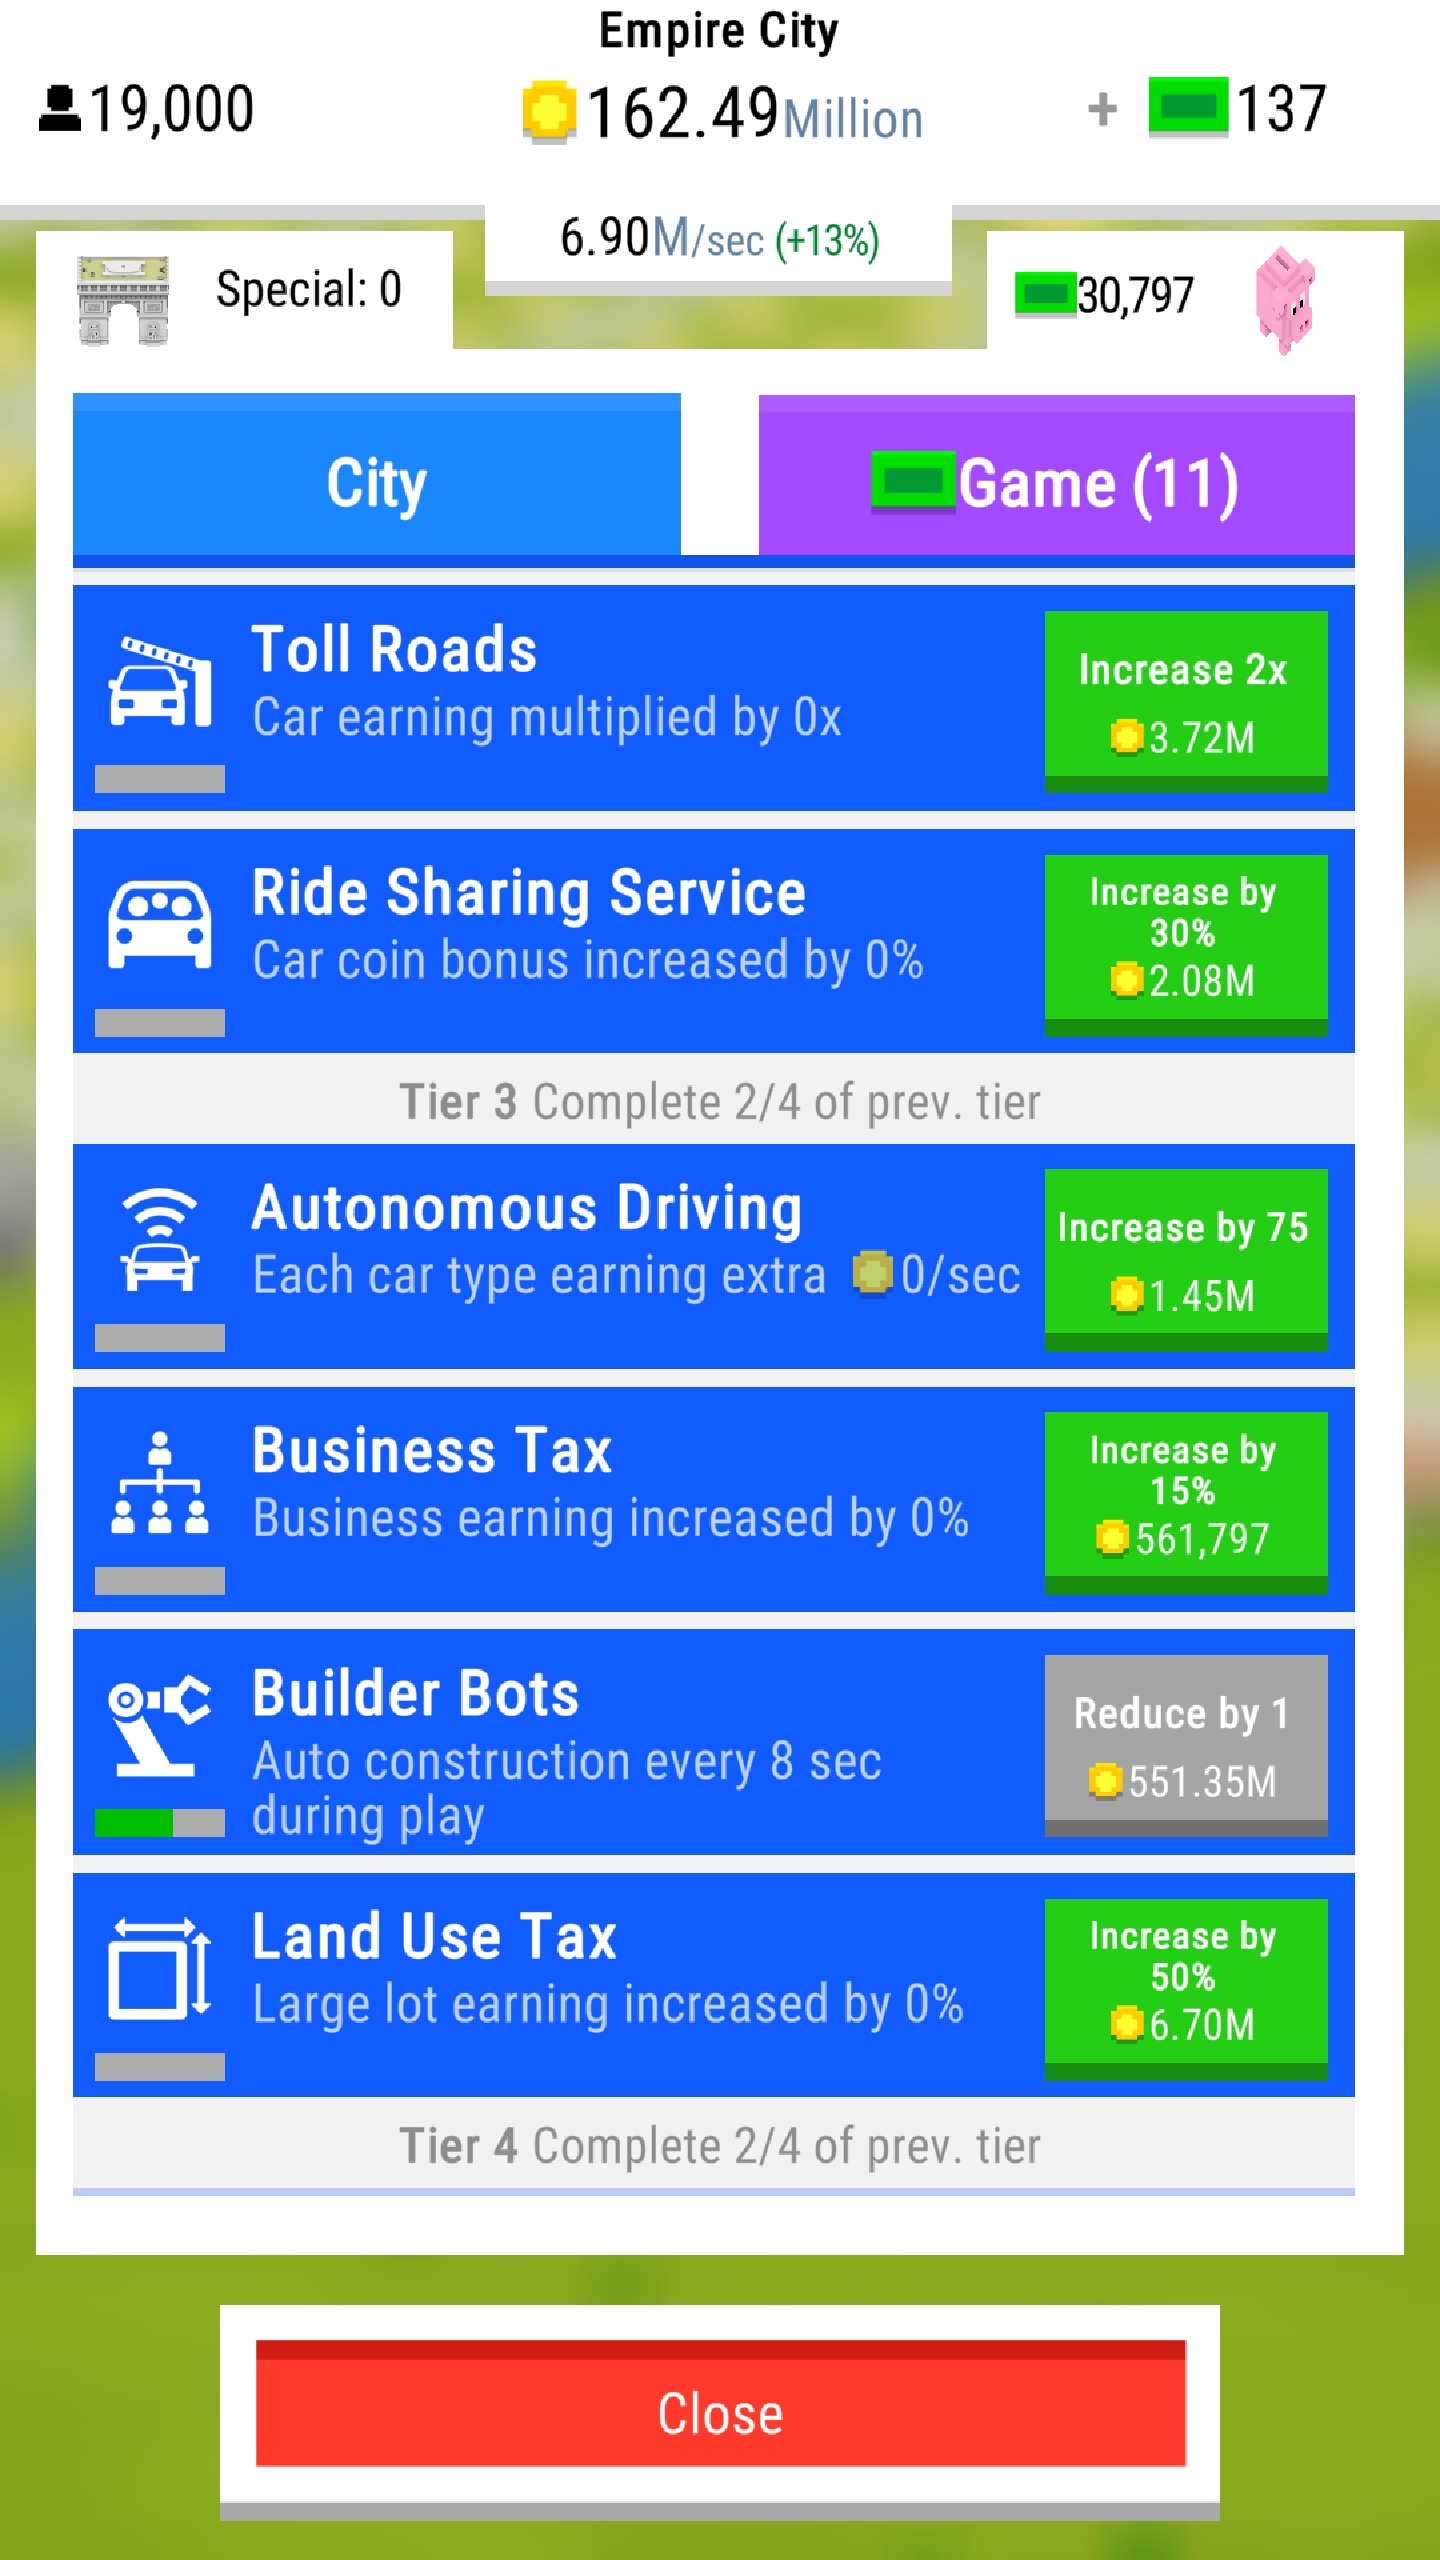 Empire City
19,000
162.49Million
+ 137
6.90M/sec (+13%)
Special: 0
30,797
City
Game (11)
Toll Roads
Car earning multiplied by 0x
Increase 2x
3.72M
Ride Sharing Service
Car coin bonus increased by 0%
Increase by
30%
2.08M
Tier 3 Complete 2/4 of prev. tier
Autonomous Driving
Each car type earning extra 0/sec
Increase by 75
1.45M
Business Tax
Business earning increased by 0%
Increase by
15%
561,797
Builder Bots
Auto construction every 8 sec
during play
Reduce by 1
551.35M
Land Use Tax
Large lot earning increased by 0%
Increase by
50%
6.70M
Tier 4 Complete 2/4 of prev. tier
Close